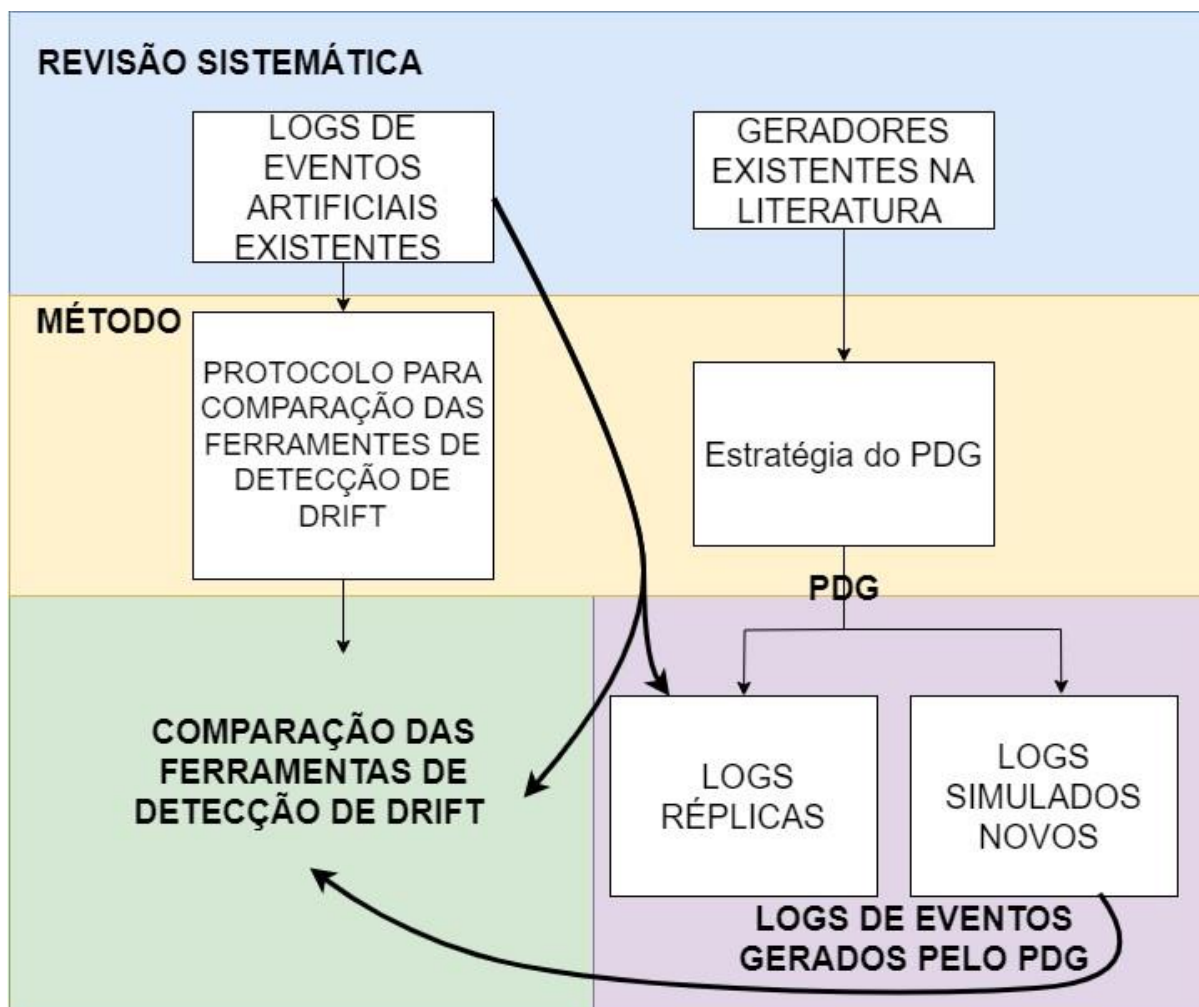 REVISÃO SISTEMÁTICA
LOGS DE
EVENTOS
ARTIFICIAIS
EXISTENTES
GERADORES
EXISTENTES NA
LITERATURA
MÉTODO
PROTOCOLO PARA
COMPARAÇÃO DAS
FERRAMENTES DE
DETECÇÃO DE
DRIFT
Estratégia do PDG
PDG
COMPARAÇÃO DAS
FERRAMENTAS DE
DETECÇÃO DE DRIFT
LOGS
RÉPLICAS
LOGS
SIMULADOS
NOVOS
LOGS DE EVENTOS
GERADOS PELO PDG